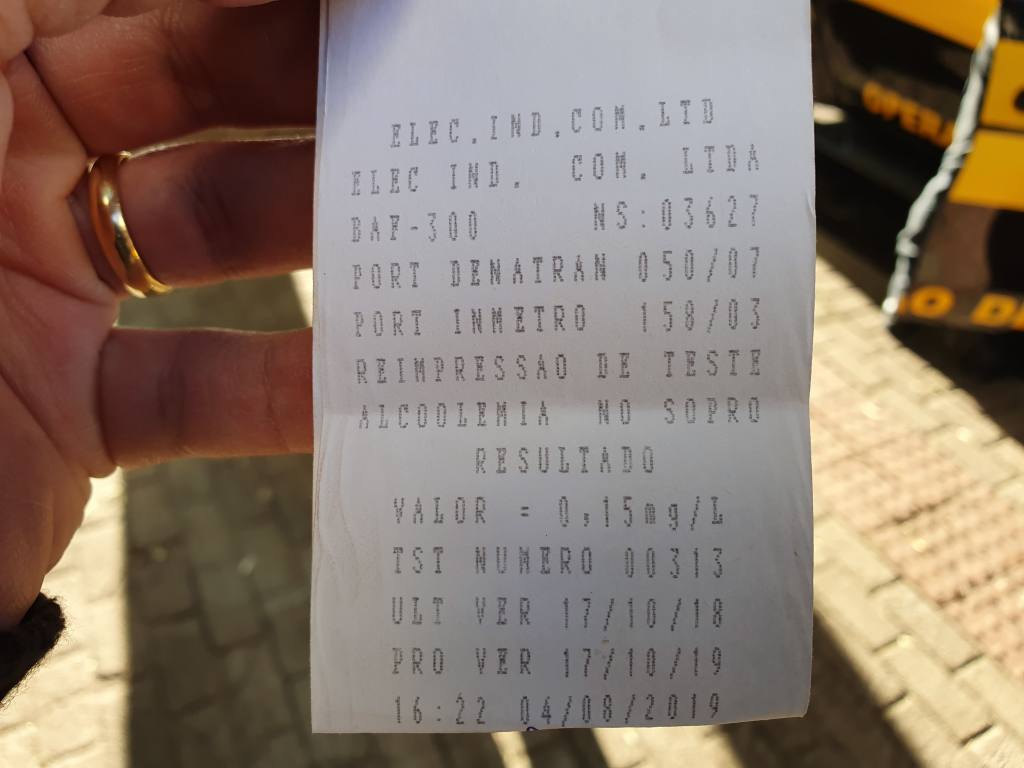 ELEC.IND.COM.LTD
ELEC IND. COM. LTDA
BAF-300 NS:03627
PORT DENATRAN 050/07
PORT INMETRO 158/03
REIMPRESSAO DE TESTE
ALCOOLEMIA NO SOPRO
RESULTADO
VALOR = 0,15mg/L
TST NUMERO 00313
ULT VER 17/10/18
PRO VER 17/10/19
16:22 04/08/2019